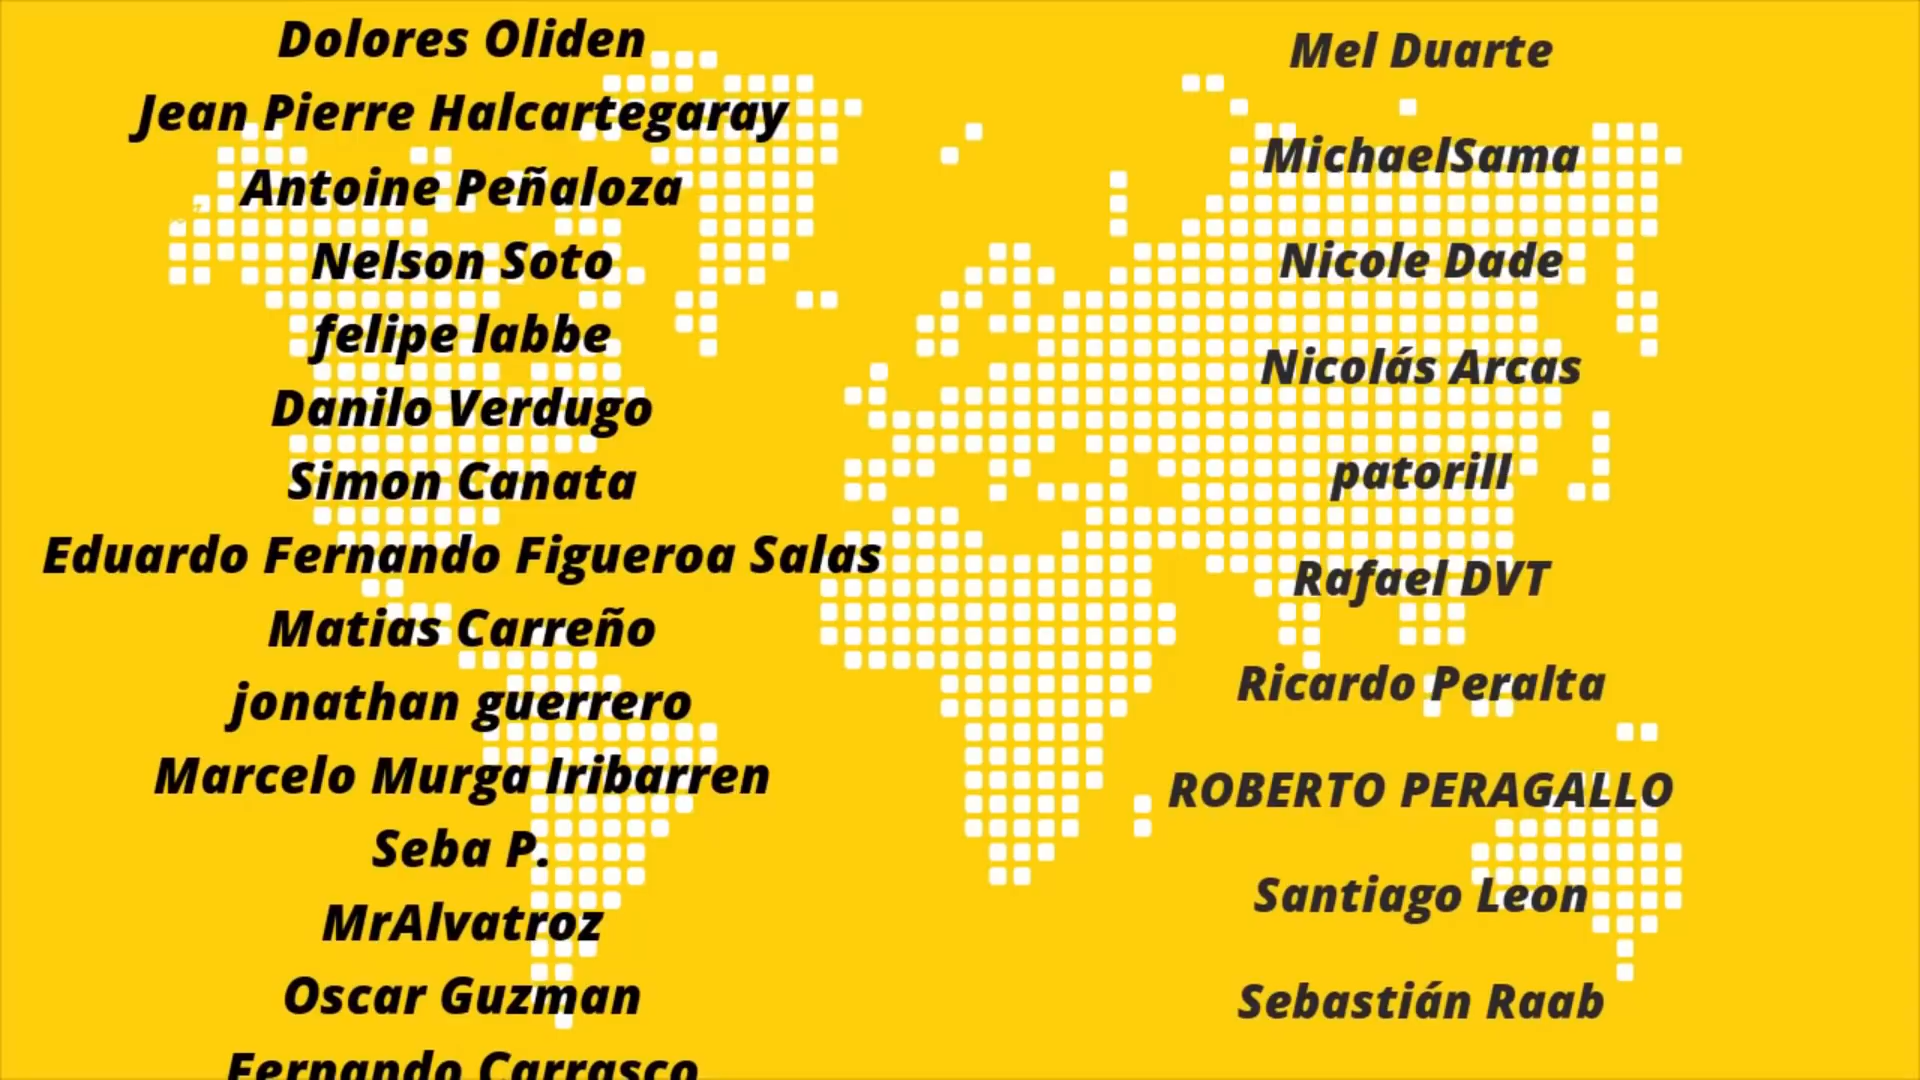 Dolores Oliden
Jean Pierre Halcartegaray
Antoine Peñaloza
Nelson Soto
felipe labbe
Danilo Verdugo
Simon Canata
Eduardo Fernando Figueroa Salas
Matias Carreño
jonathan guerrero
Marcelo Murga Iribarren
Seba P.
MrAlvatroz
Oscar Guzman
Fernando Carrasco
Mel Duarte
MichaelSama
Nicole Dade
Nicolás Arcas
patorill
Rafael DVT
Ricardo Peralta
ROBERTO PERAGALLO
Santiago Leon
Sebastián Raab